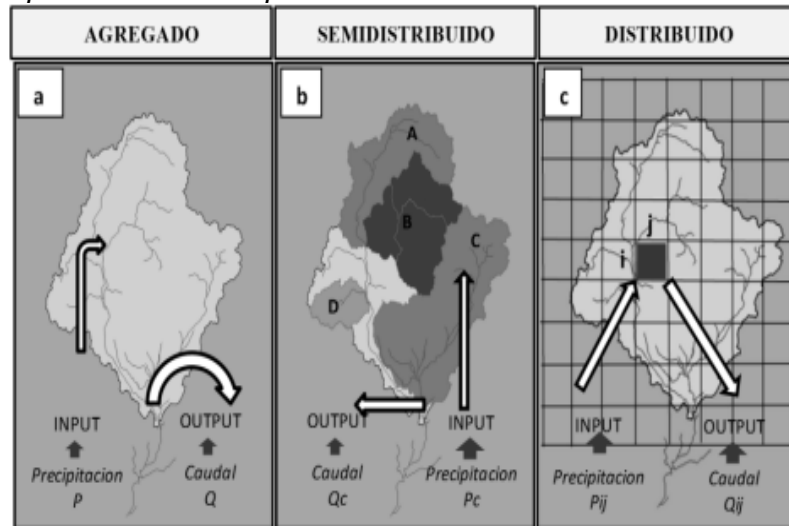 AGREGADO
SEMIDISTRIBUIDO
DISTRIBUIDO
a
INPUT
OUTPUT
Precipitacion
P
Caudal
Q
b
A
B
C
D
OUTPUT
INPUT
Caudal
Qc
Precipitacion
Pc
c
j
i
INPUT
OUTPUT
Precipitacion
Pij
Caudal
Qij